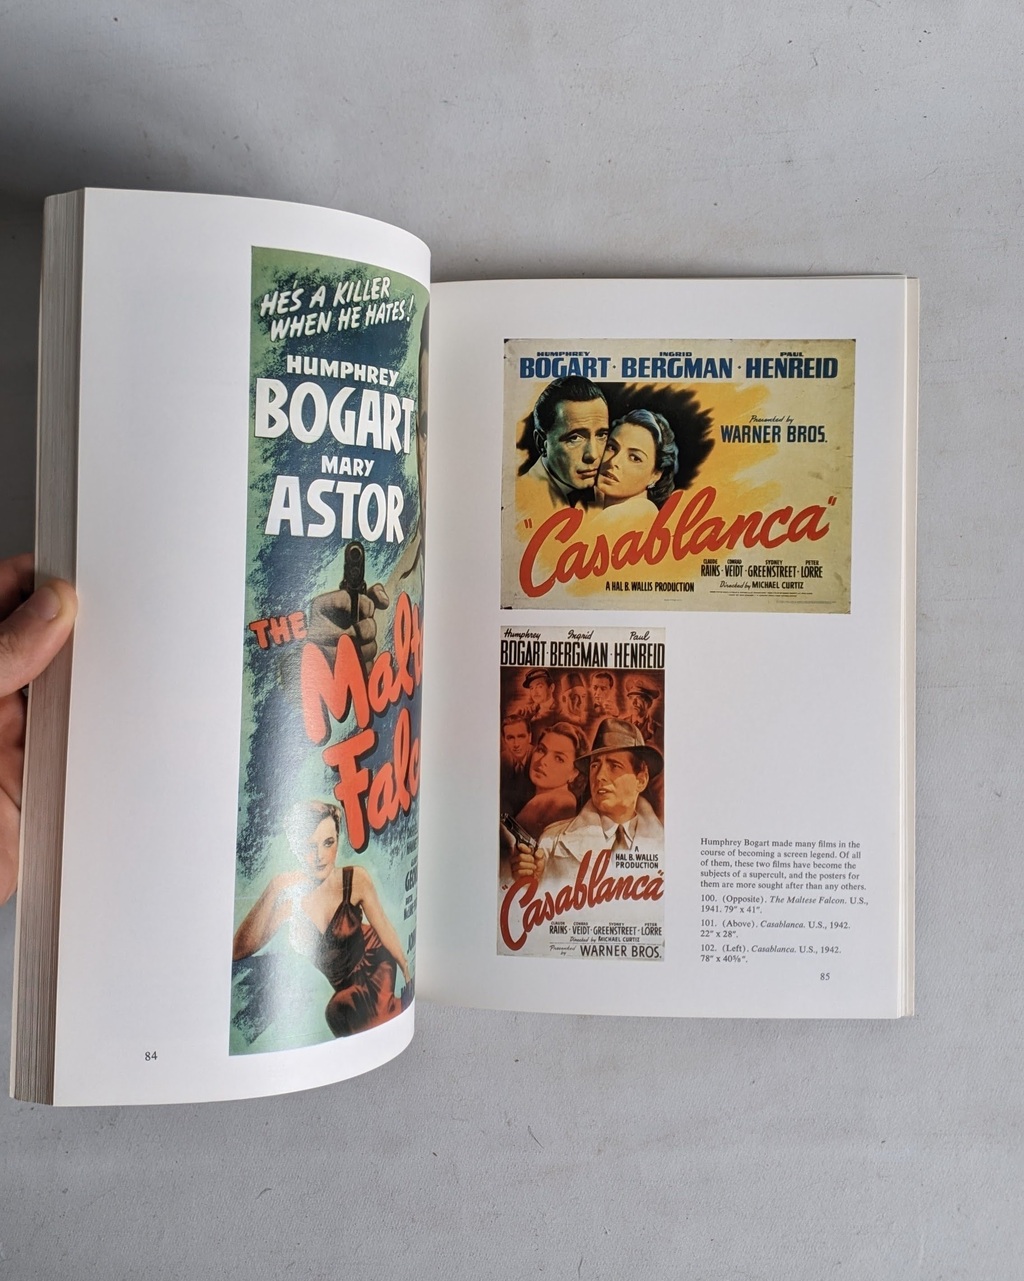 HE'S A KILLER
WHEN HE HATES!
HUMPHREY
BOGART
MARY
ASTOR
THE
Malt
Falc
84
HUMPHREY INGRID PAUL
BOGART · BERGMAN · HENREID
Presented by
WARNER BROS.
"Casablanca"
CLAUDE CONRAD SYDNEY PETER
RAINS · VEIDT · GREENSTREET · LORRE
A HAL B. WALLIS PRODUCTION Directed by MICHAEL CURTIZ
Humphrey Ingrid Paul
BOGART · BERGMAN · HENREID
A
HAL B. WALLIS
PRODUCTION
"Casablanca"
CLAUDE CONRAD SYDNEY PETER
RAINS · VEIDT · GREENSTREET · LORRE
Directed by MICHAEL CURTIZ
Presented by WARNER BROS.
Humphrey Bogart made many films in the
course of becoming a screen legend. Of all
of them, these two films have become the
subjects of a supercult, and the posters for
them are more sought after than any others.
100. (Opposite). The Maltese Falcon. U.S.,
1941. 79" x 41".
101. (Above). Casablanca. U.S., 1942.
22" x 28".
102. (Left). Casablanca. U.S., 1942.
78" x 40⅝".
85